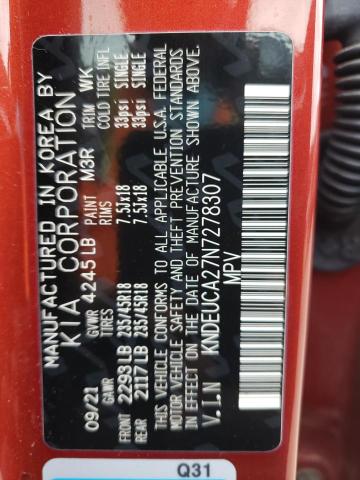 MANUFACTURED IN KOREA BY
KIA CORPORATION
09/21 GVWR 4245 LB PAINT M3R TRIM WK
GAWR TIRES RIMS COLD TIRE INFL
FRONT 2293 LB 235/45R18 7.5JX18 33psi SINGLE
REAR 2117 LB 235/45R18 7.5JX18 33psi SINGLE
THIS VEHICLE CONFORMS TO ALL APPLICABLE U.S.A. FEDERAL
MOTOR VEHICLE SAFETY AND THEFT PREVENTION STANDARDS
IN EFFECT ON THE DATE OF MANUFACTURE SHOWN ABOVE.
V.I.N KNDEUCA27N7278307
MPV
Q31